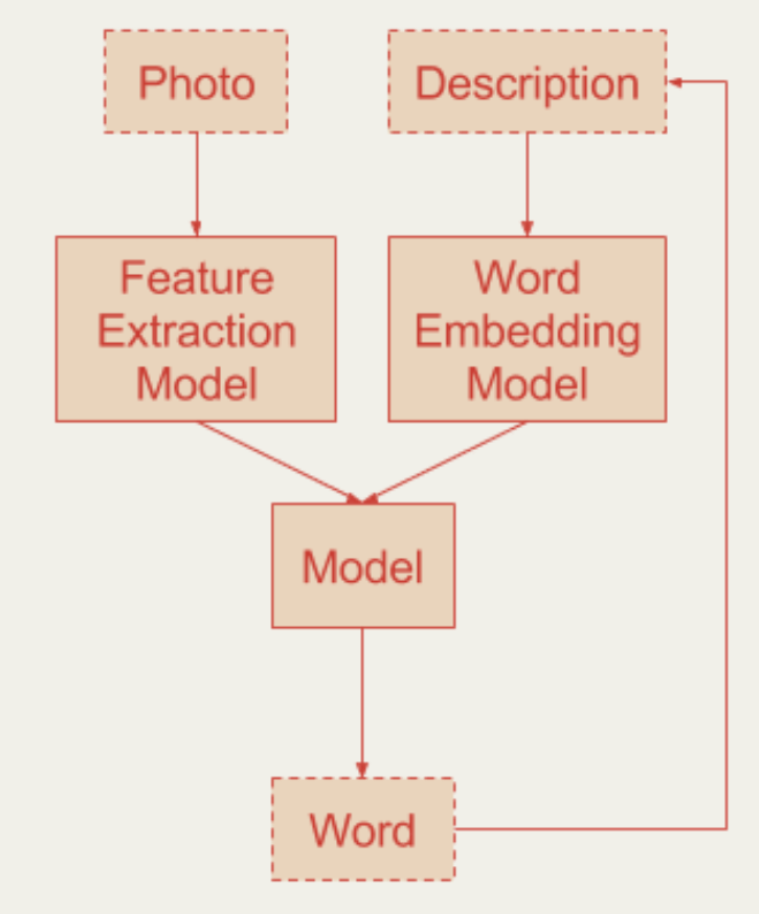 Photo
Description
Feature
Extraction
Model
Word
Embedding
Model
Model
Word